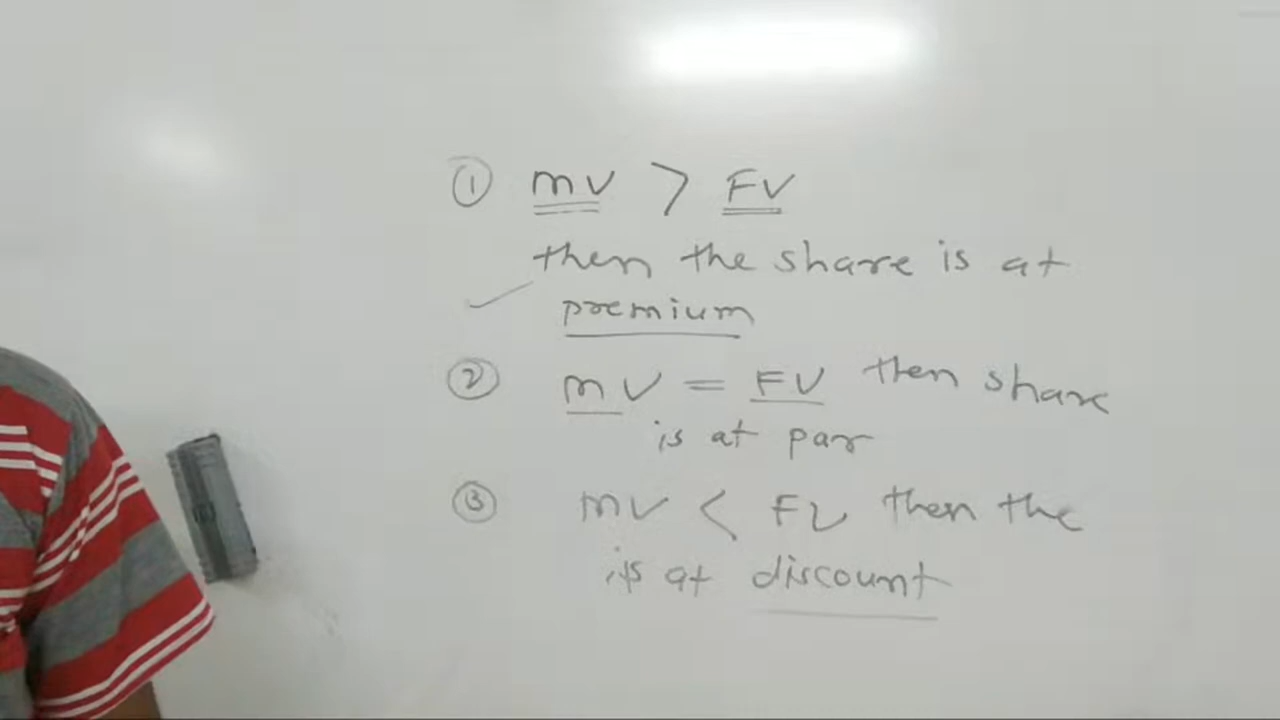 ① mv > FV
then the share is at
premium
② mV = FV then share
is at par
③ mv < FV then the
is at discount